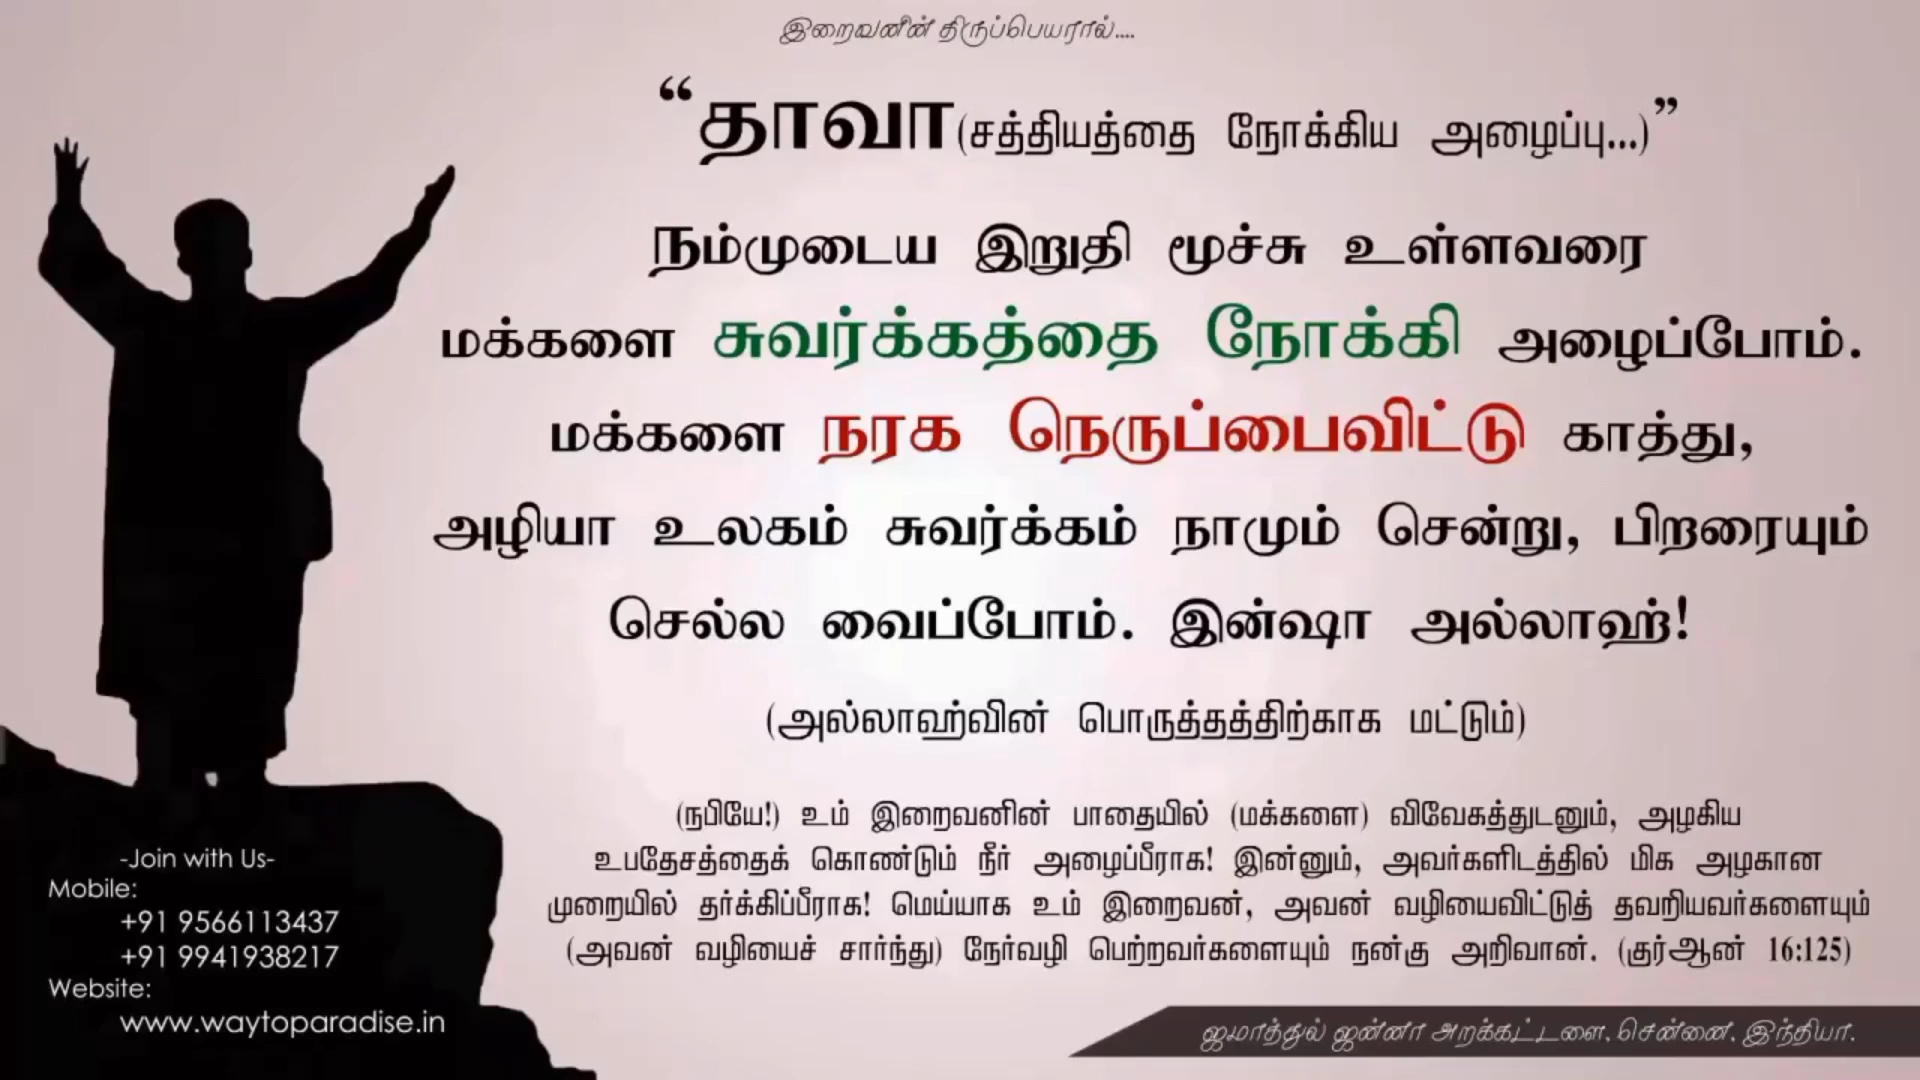 இறைவனின் திருப்பெயரால்....
“தாவா(சத்தியத்தை நோக்கிய அழைப்பு...)”
நம்முடைய இறுதி மூச்சு உள்ளவரை
மக்களை சுவர்க்கத்தை நோக்கி அழைப்போம்.
மக்களை நரக நெருப்பைவிட்டு காத்து,
அழியா உலகம் சுவர்க்கம் நாமும் சென்று, பிறரையும்
செல்ல வைப்போம். இன்ஷா அல்லாஹ்!
(அல்லாஹ்வின் பொருத்தத்திற்காக மட்டும்)
(நபியே!) உம் இறைவனின் பாதையில் (மக்களை) விவேகத்துடனும், அழகிய
உபதேசத்தைக் கொண்டும் நீர் அழைப்பீராக! இன்னும், அவர்களிடத்தில் மிக அழகான
முறையில் தர்க்கிப்பீராக! மெய்யாக உம் இறைவன், அவன் வழியைவிட்டுத் தவறியவர்களையும்
(அவன் வழியைச் சார்ந்து) நேர்வழி பெற்றவர்களையும் நன்கு அறிவான். (குர்ஆன் 16:125)
-Join with Us-
Mobile:
+91 9566113437
+91 9941938217
Website:
www.waytoparadise.in
ஜமாத்துல் ஜன்னா அறக்கட்டளை, சென்னை, இந்தியா.